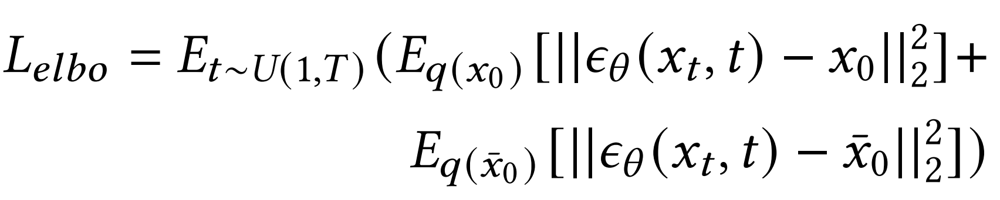 L_{elbo} = E_{t∼U(1,T)} (E_{q(x_0)} [||ϵ_θ(x_t, t) − x_0||_2^2] +
E_{q(x̄_0)} [||ϵ_θ(x_t, t) − x̄_0||_2^2])